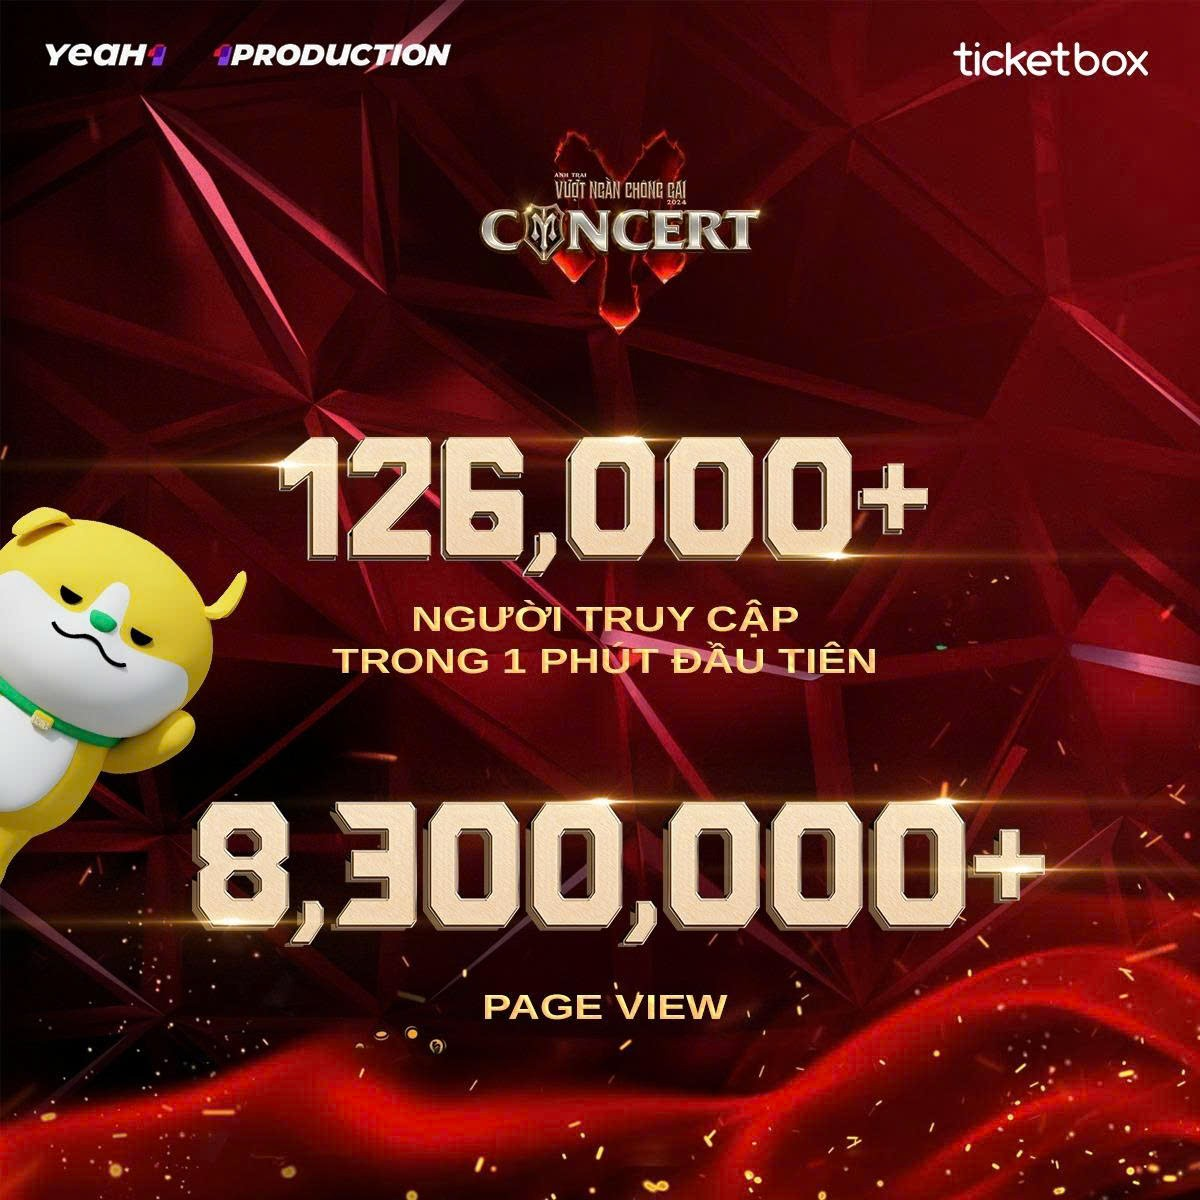 YEAH1 1PRODUCTION ticketbox
ANH TRAI
VƯỢT NGÀN CHÔNG GAI
2024
CONCERT
126,000+
NGƯỜI TRUY CẬP
TRONG 1 PHÚT ĐẦU TIÊN
8,300,000+
PAGE VIEW